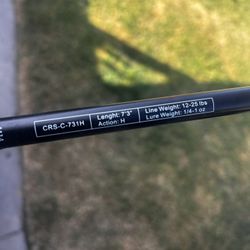 CRS-C-731H
Lenght: 7'3"
Action: H
Line Weight: 12-25 lbs
Lure Weight: 1/4-1 oz